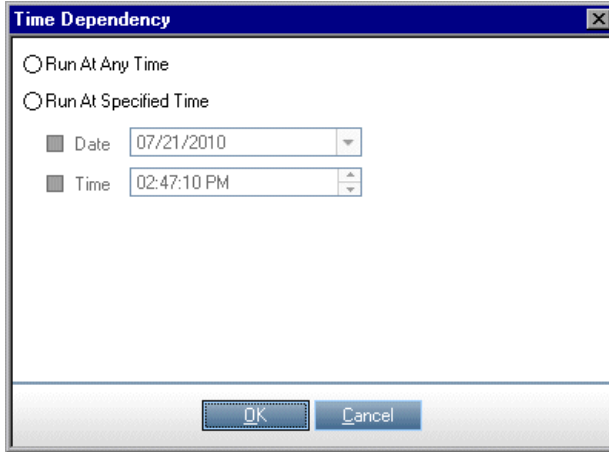 Time Dependency
Run At Any Time
Run At Specified Time
Date 07/21/2010
Time 02:47:10 PM
OK Cancel